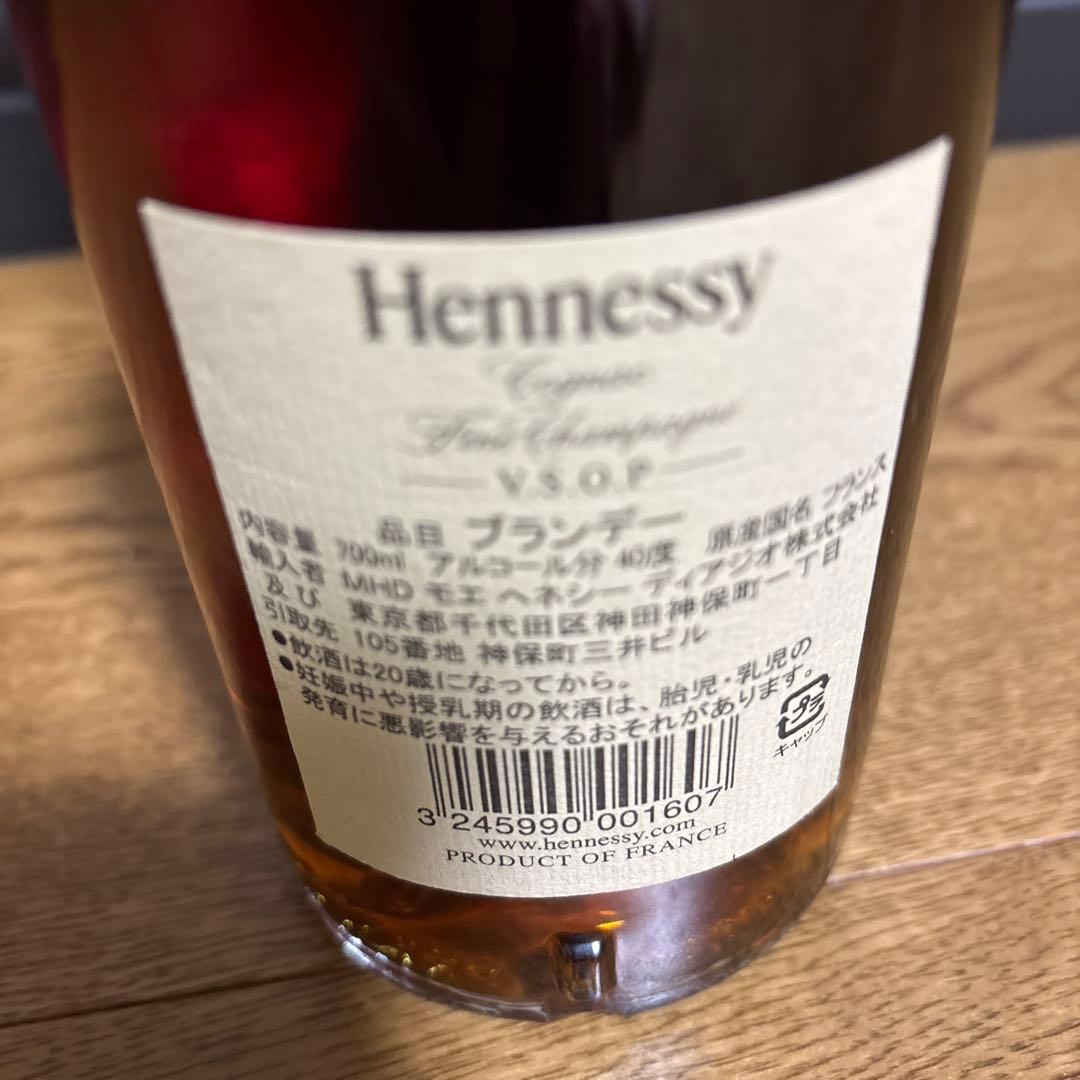 Hennessy
Cognac
Fine Champagne
V.S.O.P
品目 ブランデー 原産国名 フランス
内容量 700ml アルコール分 40度
輸入者 MHD モエ ヘネシー ディアジオ株式会社
及び 東京都千代田区神田神保町一丁目
引取先 105番地 神保町三井ビル
●飲酒は20歳になってから。
●妊娠中や授乳期の飲酒は、胎児・乳児の
発育に悪影響を与えるおそれがあります。
プラ
キャップ
3 245990 001607
www.hennessy.com
PRODUCT OF FRANCE